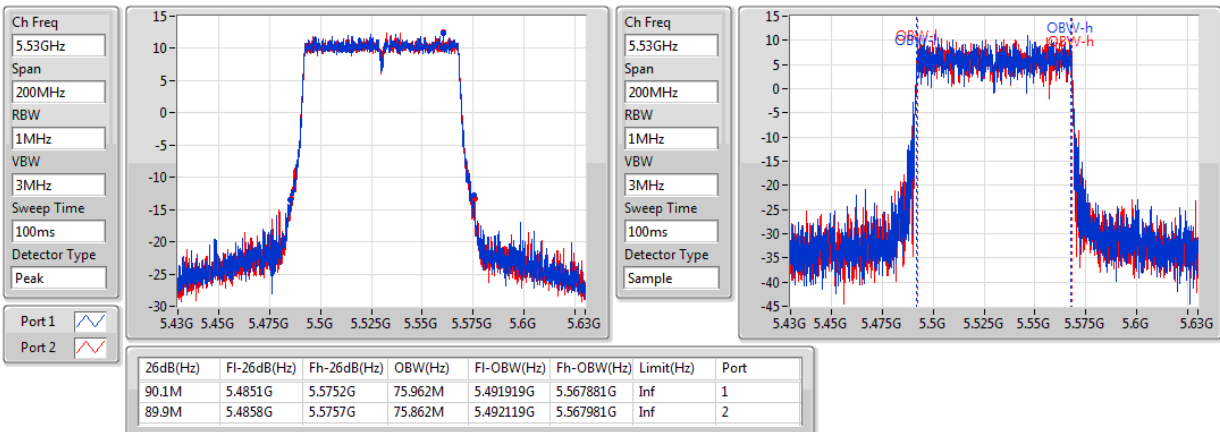 Ch Freq
5.53GHz
Span
200MHz
RBW
1MHz
VBW
3MHz
Sweep Time
100ms
Detector Type
Peak
Port 1
Port 2
15
10
5
0
-5
-10
-15
-20
-25
-30
5.43G 5.45G 5.475G 5.5G 5.525G 5.55G 5.575G 5.6G 5.63G
Ch Freq
5.53GHz
Span
200MHz
RBW
1MHz
VBW
3MHz
Sweep Time
100ms
Detector Type
Sample
15
10
5
0
-5
-10
-15
-20
-25
-30
-35
-40
-45
OBW-l
OBW-l
OBW-h
OBW-h
5.43G 5.45G 5.475G 5.5G 5.525G 5.55G 5.575G 5.6G 5.63G
26dB(Hz) Fl-26dB(Hz) Fh-26dB(Hz) OBW(Hz) Fl-OBW(Hz) Fh-OBW(Hz) Limit(Hz) Port
90.1M 5.4851G 5.5752G 75.962M 5.491919G 5.567881G Inf 1
89.9M 5.4858G 5.5757G 75.862M 5.492119G 5.567981G Inf 2